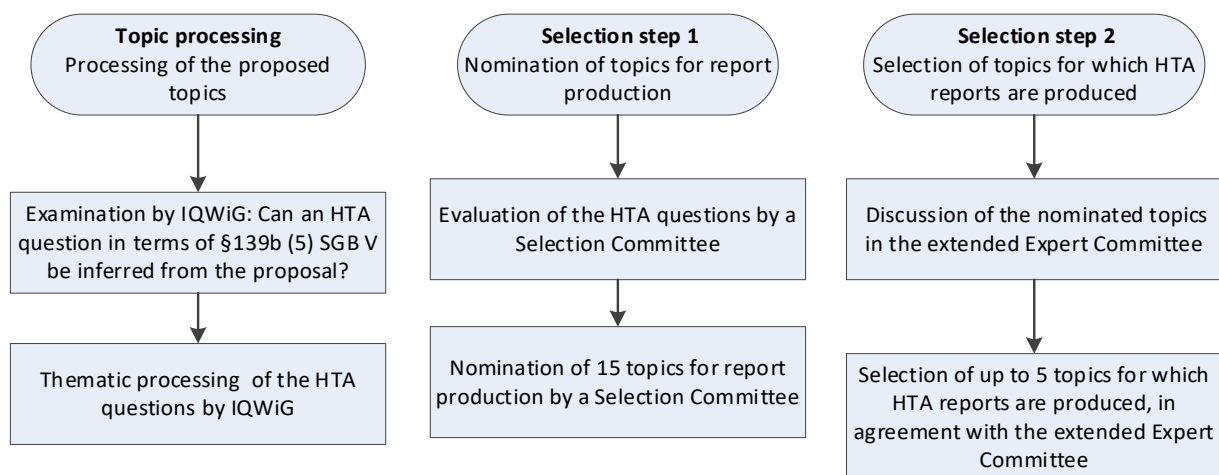 Topic processing
Processing of the proposed
topics
Examination by IQWiG: Can an HTA
question in terms of §139b (5) SGB V
be inferred from the proposal?
Thematic processing of the HTA
questions by IQWiG
Selection step 1
Nomination of topics for report
production
Evaluation of the HTA questions by a
Selection Committee
Nomination of 15 topics for report
production by a Selection Committee
Selection step 2
Selection of topics for which HTA
reports are produced
Discussion of the nominated topics
in the extended Expert Committee
Selection of up to 5 topics for which
HTA reports are produced, in
agreement with the extended Expert
Committee